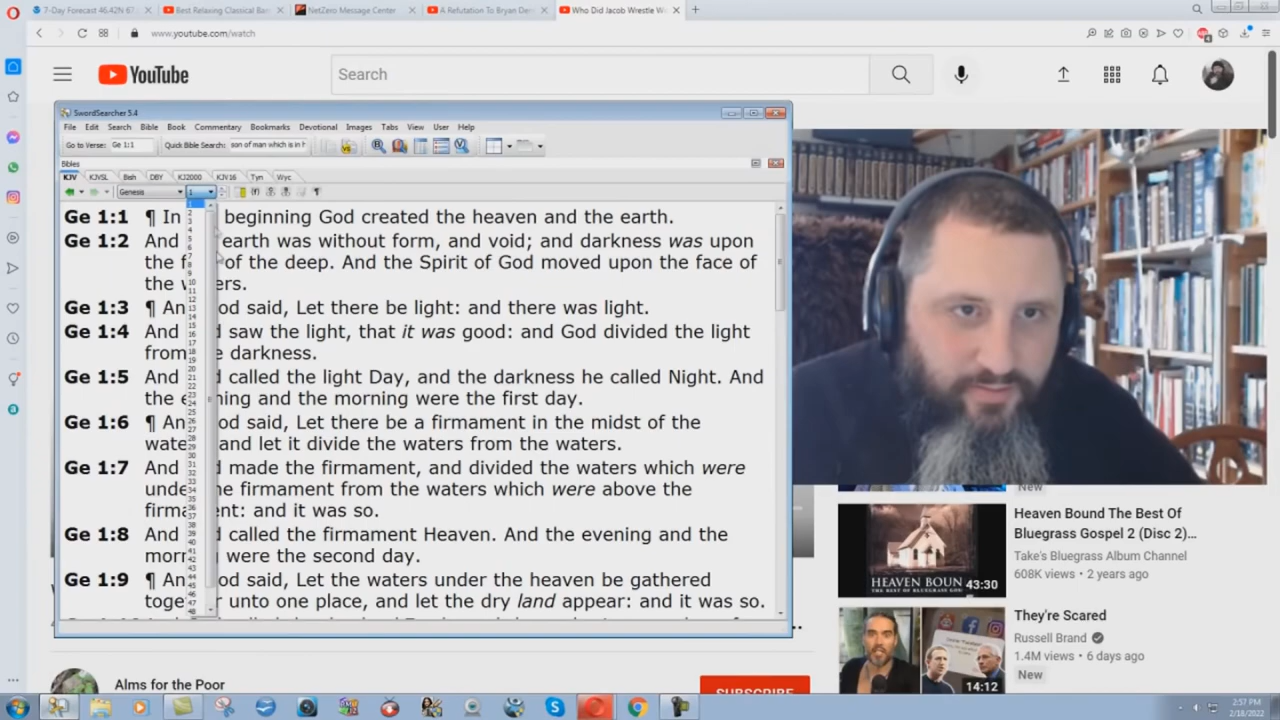 7-Day Forecast 46.42N 67.
Best Relaxing Classical Bar
NetZero Message Center
A Refutation To Bryan Den
Who Did Jacob Wrestle W
www.youtube.com/watch
YouTube
Search
SwordSearcher 5.4
File Edit Search Bible Book Commentary Bookmarks Devotional Images Tabs View User Help
Go to Verse: Ge 1:1 Quick Bible Search: son of man which is in h
Bibles
KJV KJVSL Bish DBY KJ2000 KJV16 Tyn Wyc
Genesis 1
Ge 1:1 ¶ In beginning God created the heaven and the earth.
Ge 1:2 And earth was without form, and void; and darkness was upon
the f of the deep. And the Spirit of God moved upon the face of
the w ers.
Ge 1:3 ¶ An od said, Let there be light: and there was light.
Ge 1:4 And d saw the light, that it was good: and God divided the light
from e darkness.
Ge 1:5 And d called the light Day, and the darkness he called Night. And
the e ning and the morning were the first day.
Ge 1:6 ¶ An od said, Let there be a firmament in the midst of the
wate and let it divide the waters from the waters.
Ge 1:7 And d made the firmament, and divided the waters which were
unde he firmament from the waters which were above the
firma ent: and it was so.
Ge 1:8 And d called the firmament Heaven. And the evening and the
morn g were the second day.
Ge 1:9 ¶ An od said, Let the waters under the heaven be gathered
toge r unto one place, and let the dry land appear: and it was so.
New
HEAVEN BOUN
THE BEST OF BLUEGRASS GOSPEL 2
43:30
Heaven Bound The Best Of
Bluegrass Gospel 2 (Disc 2)...
Take's Bluegrass Album Channel
608K views • 2 years ago
14:12
They're Scared
Russell Brand
1.4M views • 6 days ago
New
Alms for the Poor
SUBSCRIBE
2:57 PM
2/18/2022